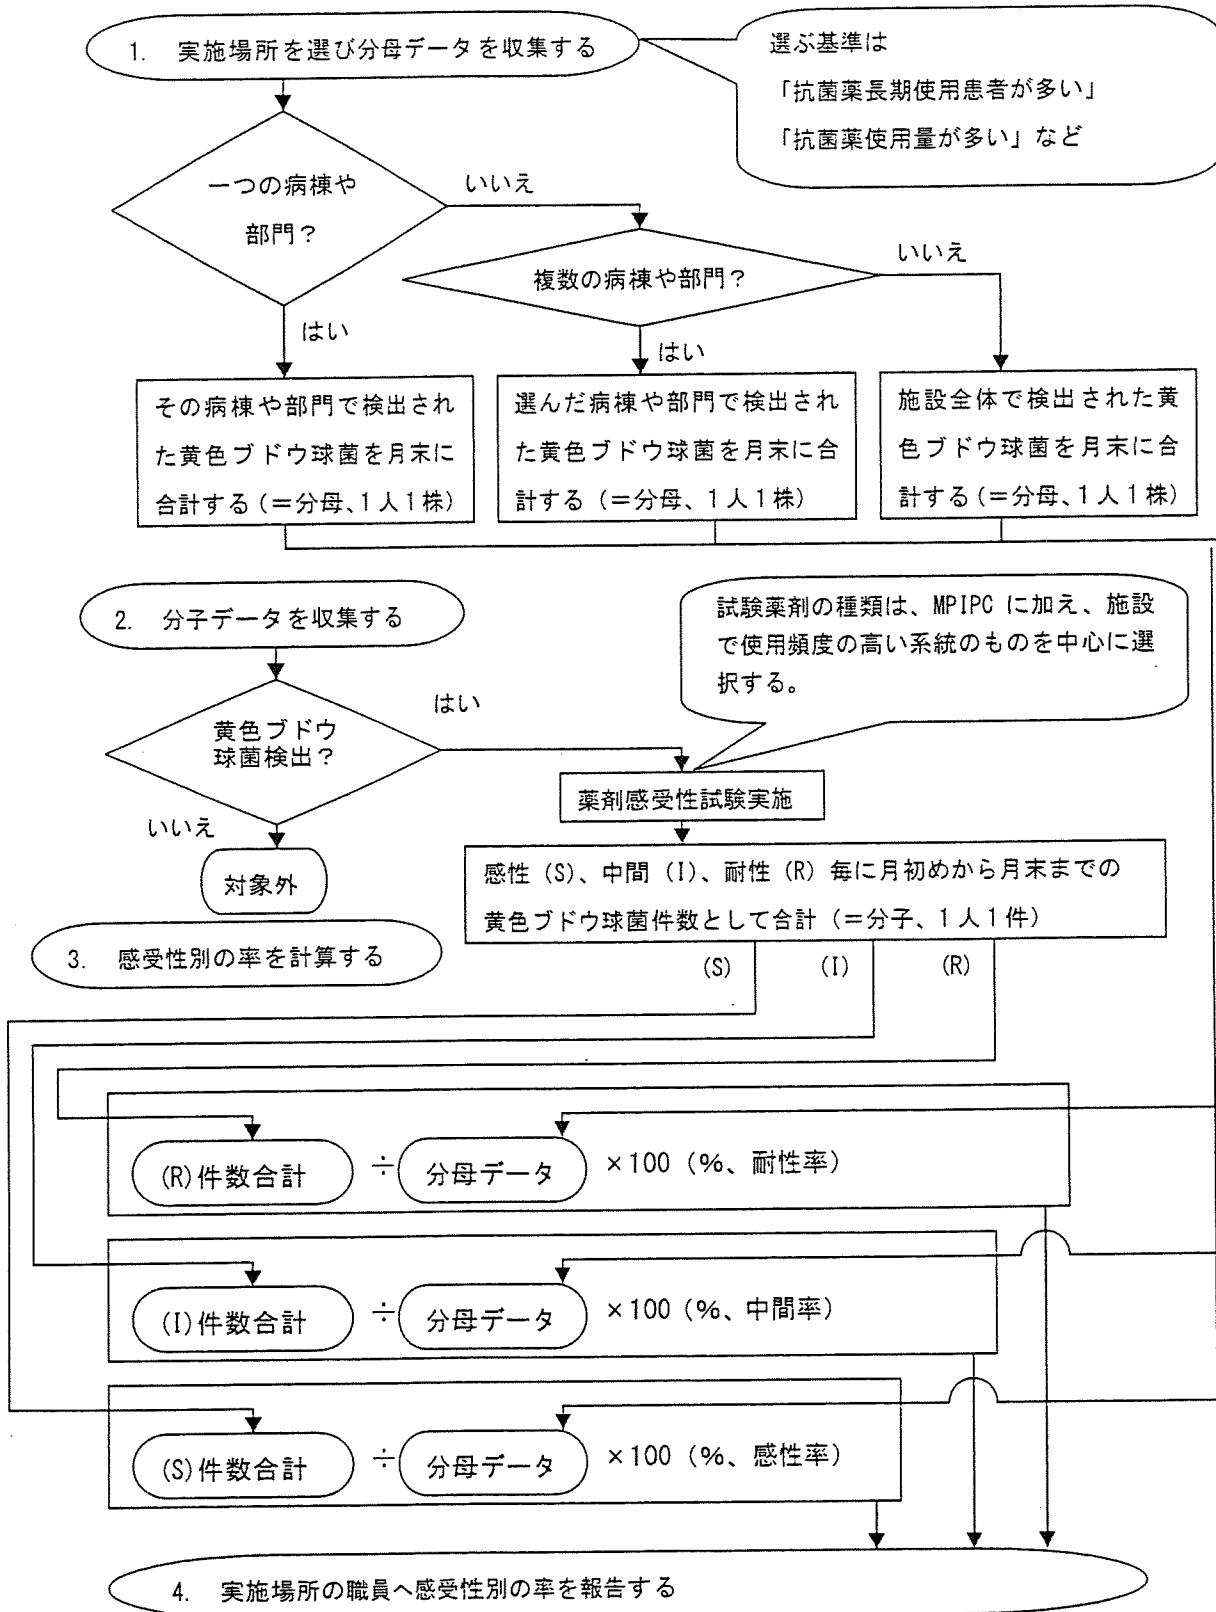 1. 実施場所を選び分母データを収集する
選ぶ基準は
「抗菌薬長期使用患者が多い」
「抗菌薬使用量が多い」など
一つの病棟や
部門？
いいえ
複数の病棟や部門？
いいえ
はい
はい
その病棟や部門で検出され
た黄色ブドウ球菌を月末に
合計する（＝分母、１人１株）
選んだ病棟や部門で検出され
た黄色ブドウ球菌を月末に合
計する（＝分母、１人１株）
施設全体で検出された黄
色ブドウ球菌を月末に合
計する（＝分母、１人１株）
2. 分子データを収集する
試験薬剤の種類は、MPIPC に加え、施設
で使用頻度の高い系統のものを中心に選
択する。
黄色ブドウ
球菌検出？
はい
いいえ
対象外
薬剤感受性試験実施
感性（S）、中間（I）、耐性（R）毎に月初めから月末までの
黄色ブドウ球菌件数として合計（＝分子、１人１件）
3. 感受性別の率を計算する
(S) (I) (R)
(R)件数合計 ÷ 分母データ ×100（%、耐性率）
(I)件数合計 ÷ 分母データ ×100（%、中間率）
(S)件数合計 ÷ 分母データ ×100（%、感性率）
4. 実施場所の職員へ感受性別の率を報告する